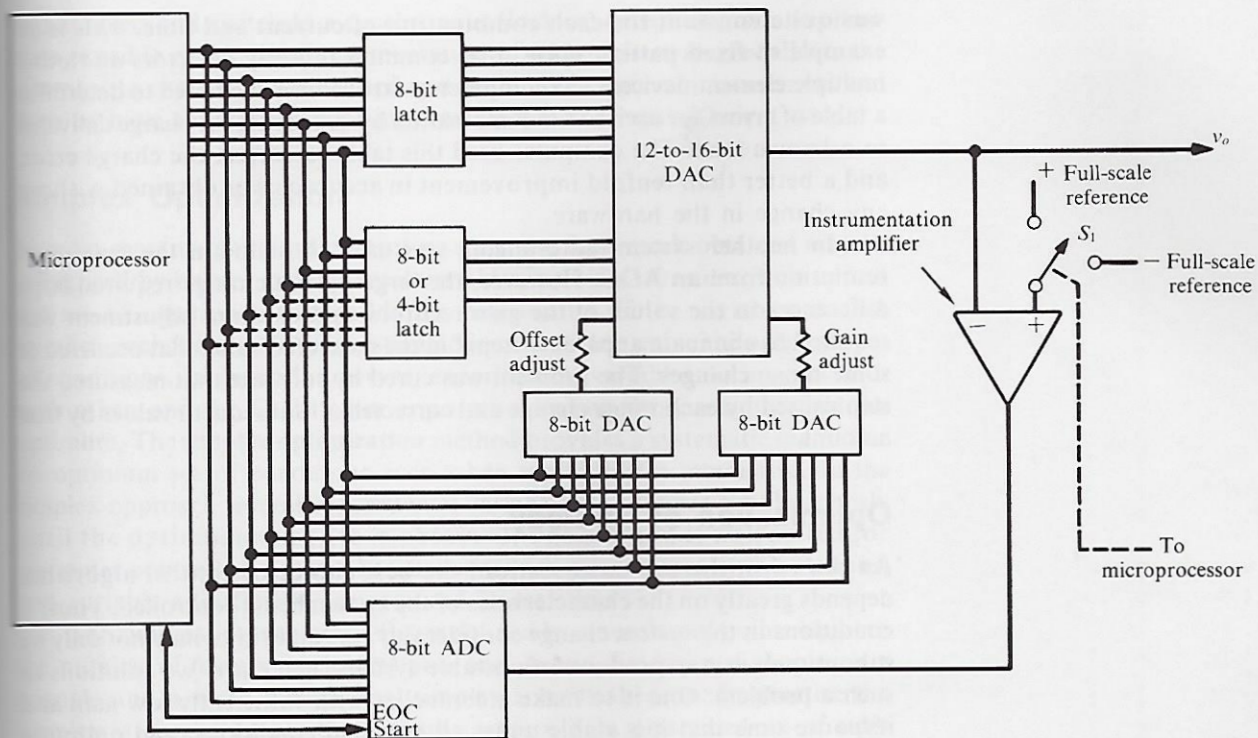 8-bit
latch
12-to-16-bit
DAC
v_o
+ Full-scale
reference
Instrumentation
amplifier
S1
− Full-scale
reference
Microprocessor
8-bit
or
4-bit
latch
Offset
adjust
Gain
adjust
−
+
8-bit DAC
8-bit DAC
To
microprocessor
8-bit ADC
EOC
Start